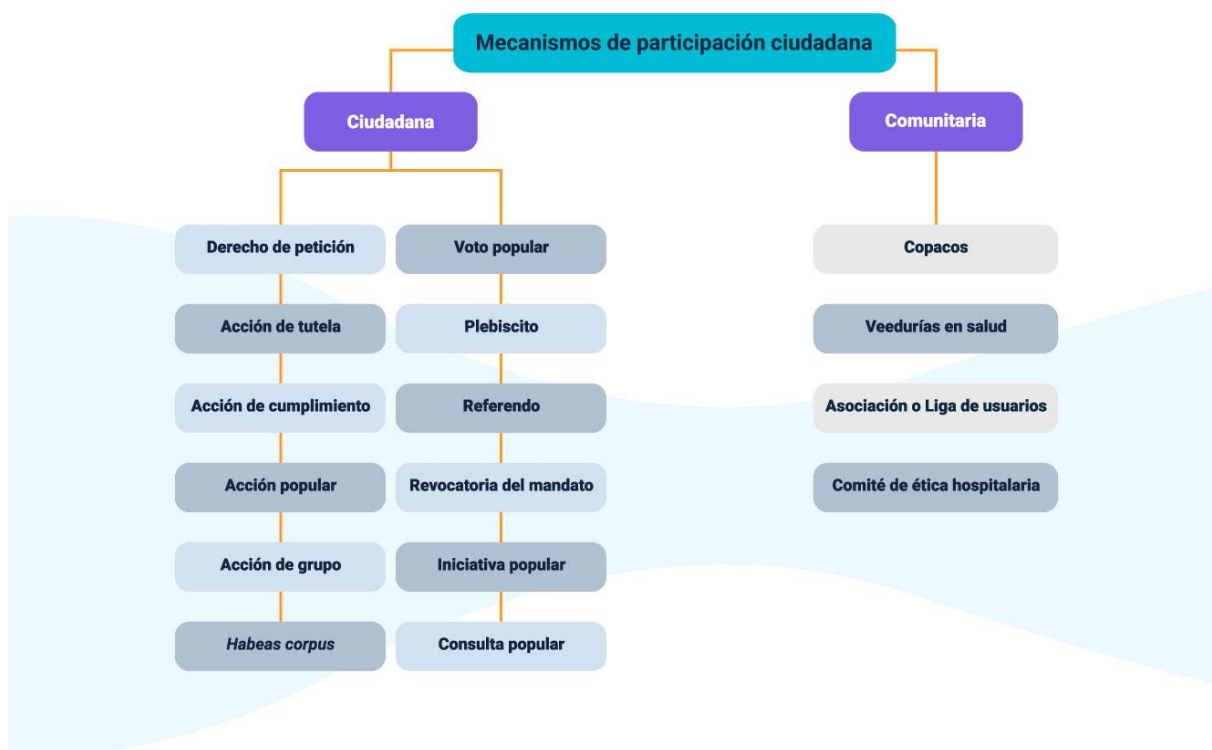 Mecanismos de participación ciudadana
Ciudadana
Comunitaria
Derecho de petición
Acción de tutela
Acción de cumplimiento
Acción popular
Acción de grupo
Habeas corpus
Voto popular
Plebiscito
Referendo
Revocatoria del mandato
Iniciativa popular
Consulta popular
Copacos
Veedurías en salud
Asociación o Liga de usuarios
Comité de ética hospitalaria